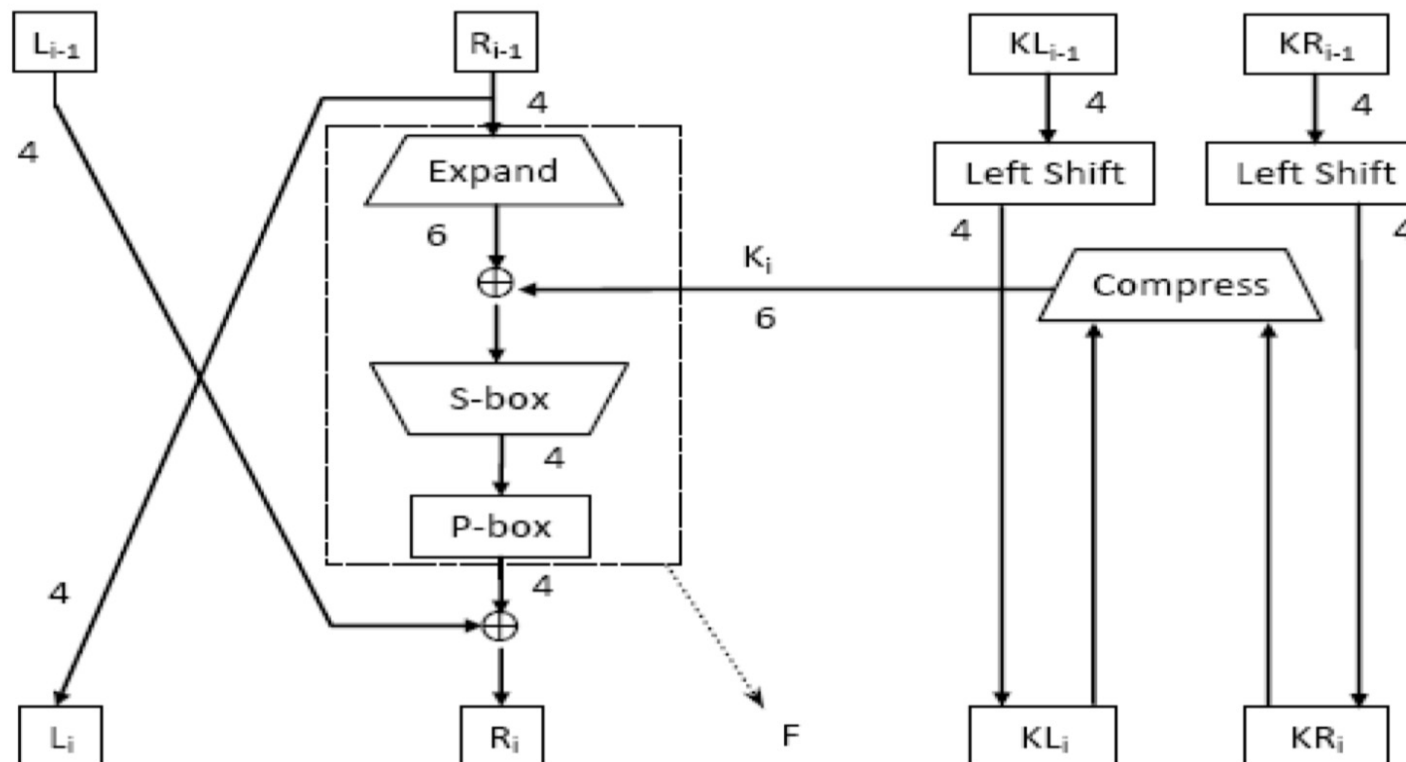 L_{i-1} R_{i-1} KL_{i-1} KR_{i-1}
4 4 4
4
Expand Left Shift Left Shift
6 4 4
K_i
Compress
6
S-box
4
P-box
4 4
L_i R_i F KL_i KR_i